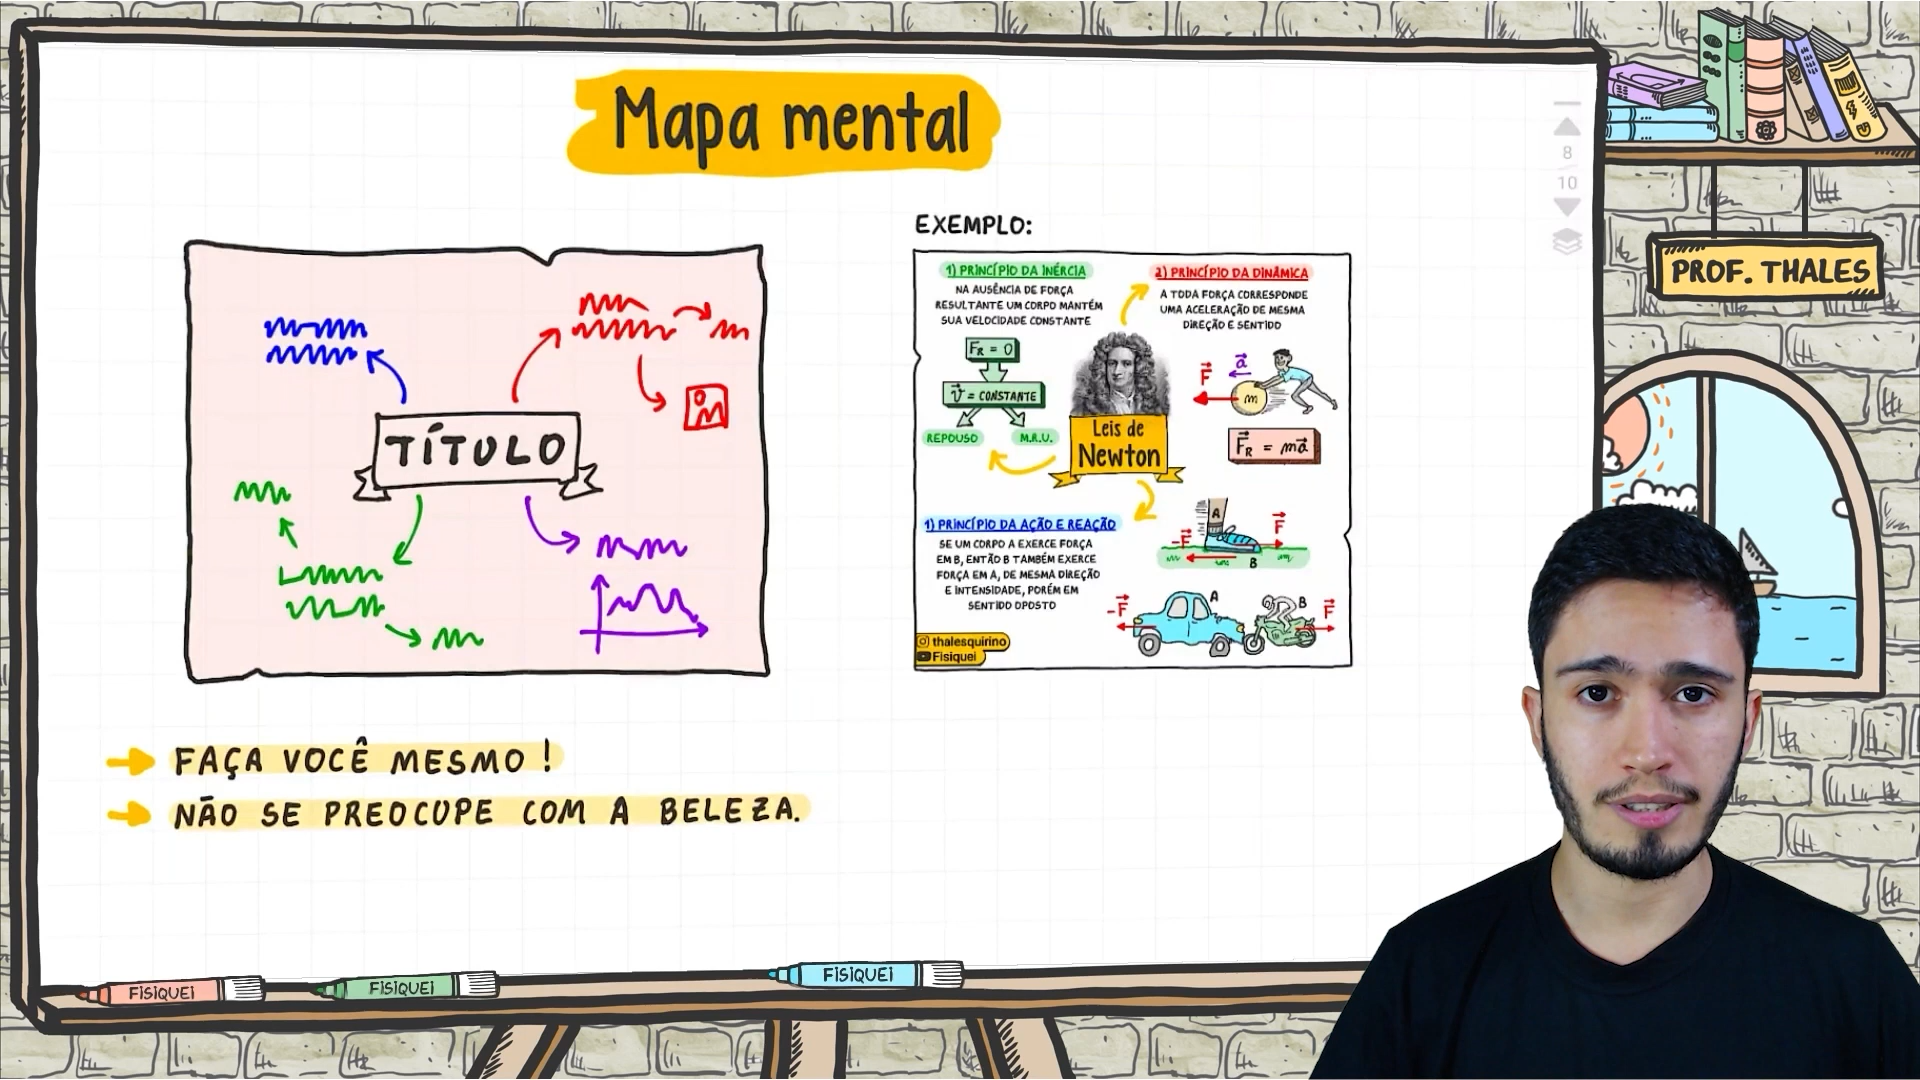 Mapa mental
8
10
PROF. THALES
EXEMPLO:
TÍTULO
1) PRINCÍPIO DA INÉRCIA
NA AUSÊNCIA DE FORÇA
RESULTANTE UM CORPO MANTÉM
SUA VELOCIDADE CONSTANTE
FR = 0
v⃗ = CONSTANTE
REPOUSO
M.R.U.
2) PRINCÍPIO DA DINÂMICA
A TODA FORÇA CORRESPONDE
UMA ACELERAÇÃO DE MESMA
DIREÇÃO E SENTIDO
F⃗
a⃗
m
F⃗R = ma⃗
Leis de
Newton
1) PRINCÍPIO DA AÇÃO E REAÇÃO
SE UM CORPO A EXERCE FORÇA
EM B, ENTÃO B TAMBÉM EXERCE
FORÇA EM A, DE MESMA DIREÇÃO
E INTENSIDADE, PORÉM EM
SENTIDO OPOSTO
A
-F⃗
F⃗
B
-F⃗
A
B
F⃗
thalesquirino
Fisiquei
FAÇA VOCÊ MESMO !
NÃO SE PREOCUPE COM A BELEZA.
FISIQUEI
FISIQUEI
FISIQUEI